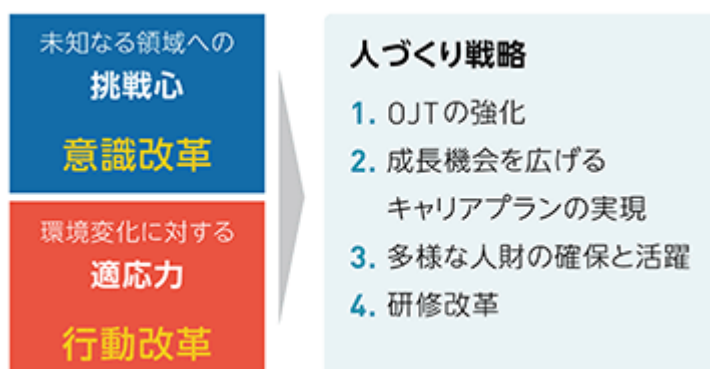 未知なる領域への
挑戦心
意識改革
環境変化に対する
適応力
行動改革
人づくり戦略
1. OJTの強化
2. 成長機会を広げる
キャリアプランの実現
3. 多様な人財の確保と活躍
4. 研修改革